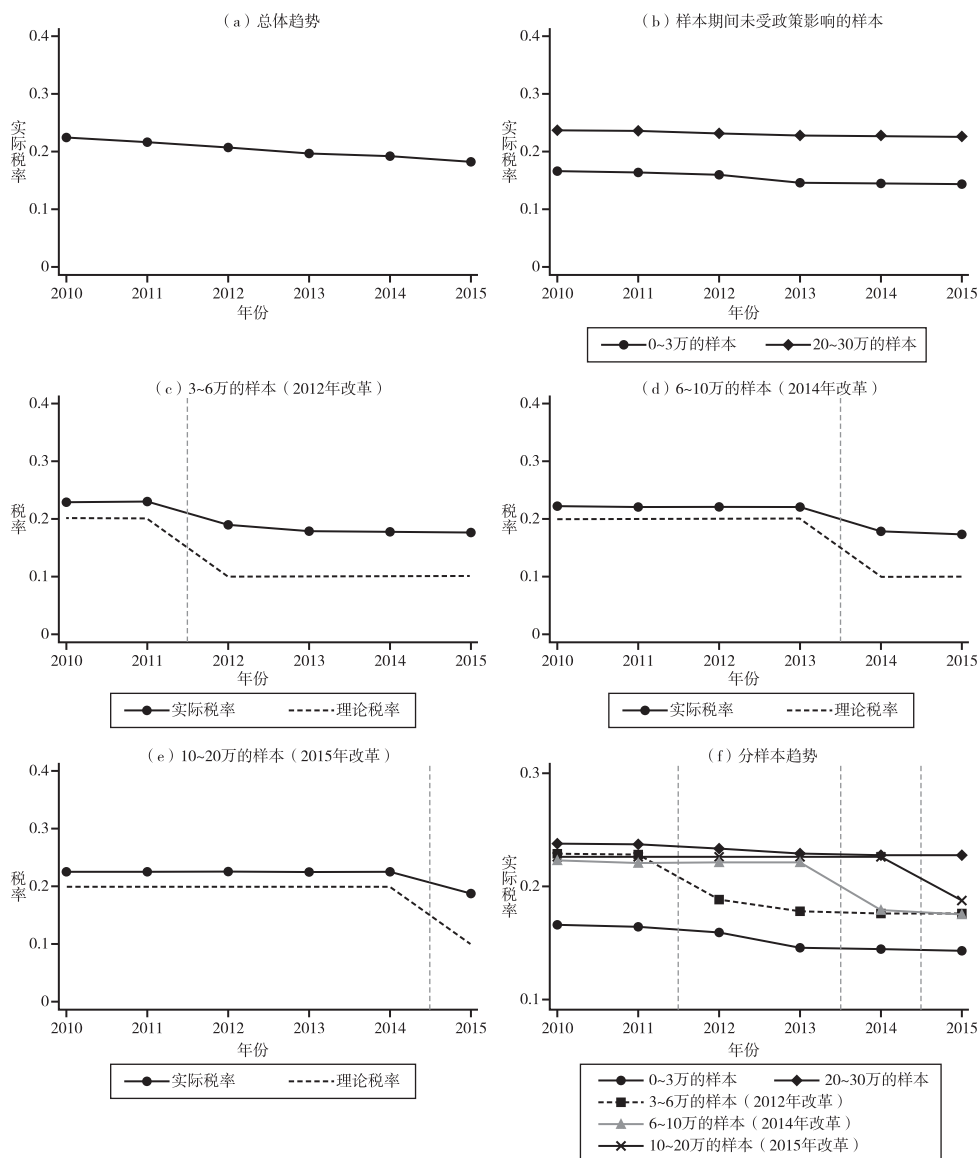 （a）总体趋势
0.4
0.3
0.2
0.1
0
实际税率
2010 2011 2012 2013 2014 2015
年份
（b）样本期间未受政策影响的样本
0.4
0.3
0.2
0.1
0
实际税率
2010 2011 2012 2013 2014 2015
年份
0~3万的样本 20~30万的样本
（c）3~6万的样本（2012年改革）
0.4
0.3
0.2
0.1
0
税率
2010 2011 2012 2013 2014 2015
年份
实际税率 理论税率
（d）6~10万的样本（2014年改革）
0.4
0.3
0.2
0.1
0
税率
2010 2011 2012 2013 2014 2015
年份
实际税率 理论税率
（e）10~20万的样本（2015年改革）
0.4
0.3
0.2
0.1
0
税率
2010 2011 2012 2013 2014 2015
年份
实际税率 理论税率
（f）分样本趋势
0.3
0.2
0.1
实际税率
2010 2011 2012 2013 2014 2015
年份
0~3万的样本 20~30万的样本
3~6万的样本（2012年改革）
6~10万的样本（2014年改革）
10~20万的样本（2015年改革）